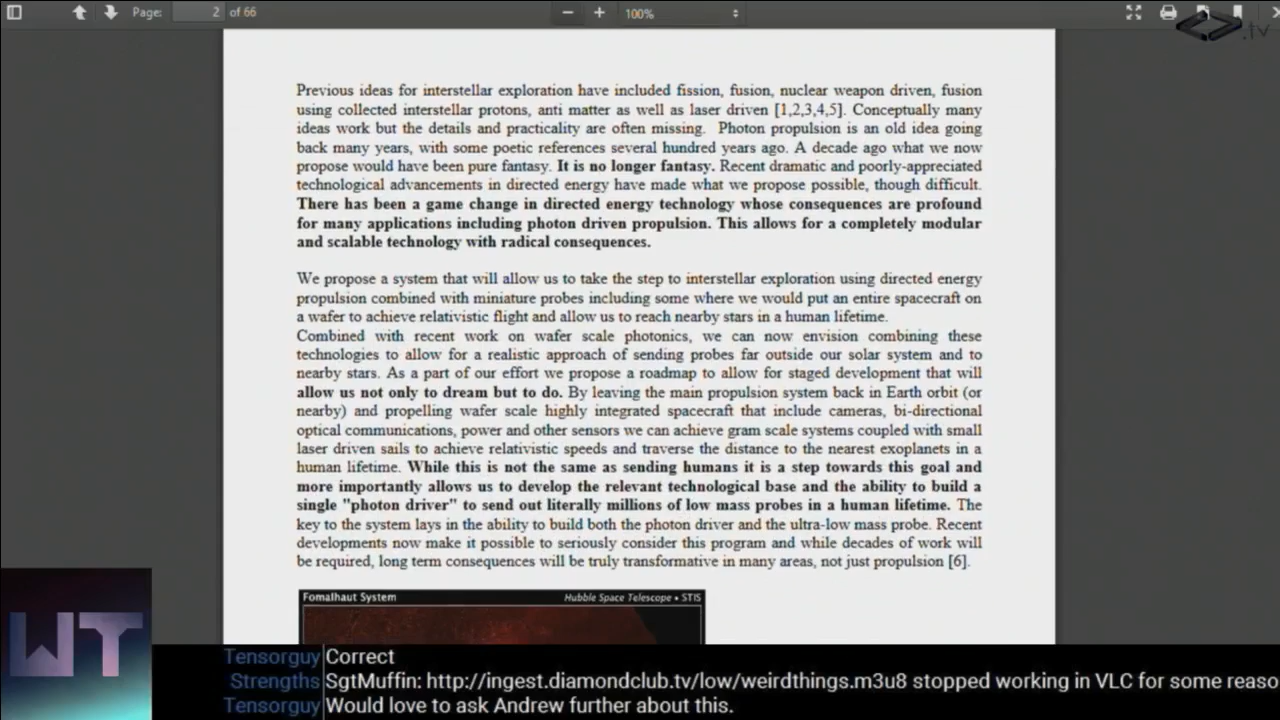 Page: 2 of 66 100%
.tv
Previous ideas for interstellar exploration have included fission, fusion, nuclear weapon driven, fusion
using collected interstellar protons, anti matter as well as laser driven [1,2,3,4,5]. Conceptually many
ideas work but the details and practicality are often missing. Photon propulsion is an old idea going
back many years, with some poetic references several hundred years ago. A decade ago what we now
propose would have been pure fantasy. It is no longer fantasy. Recent dramatic and poorly-appreciated
technological advancements in directed energy have made what we propose possible, though difficult.
There has been a game change in directed energy technology whose consequences are profound
for many applications including photon driven propulsion. This allows for a completely modular
and scalable technology with radical consequences.
We propose a system that will allow us to take the step to interstellar exploration using directed energy
propulsion combined with miniature probes including some where we would put an entire spacecraft on
a wafer to achieve relativistic flight and allow us to reach nearby stars in a human lifetime.
Combined with recent work on wafer scale photonics, we can now envision combining these
technologies to allow for a realistic approach of sending probes far outside our solar system and to
nearby stars. As a part of our effort we propose a roadmap to allow for staged development that will
allow us not only to dream but to do. By leaving the main propulsion system back in Earth orbit (or
nearby) and propelling wafer scale highly integrated spacecraft that include cameras, bi-directional
optical communications, power and other sensors we can achieve gram scale systems coupled with small
laser driven sails to achieve relativistic speeds and traverse the distance to the nearest exoplanets in a
human lifetime. While this is not the same as sending humans it is a step towards this goal and
more importantly allows us to develop the relevant technological base and the ability to build a
single "photon driver" to send out literally millions of low mass probes in a human lifetime. The
key to the system lays in the ability to build both the photon driver and the ultra-low mass probe. Recent
developments now make it possible to seriously consider this program and while decades of work will
be required, long term consequences will be truly transformative in many areas, not just propulsion [6].
Fomalhaut System Hubble Space Telescope • STIS
WT
Tensorguy Correct
Strengths SgtMuffin: http://ingest.diamondclub.tv/low/weirdthings.m3u8 stopped working in VLC for some reaso
Tensorguy Would love to ask Andrew further about this.